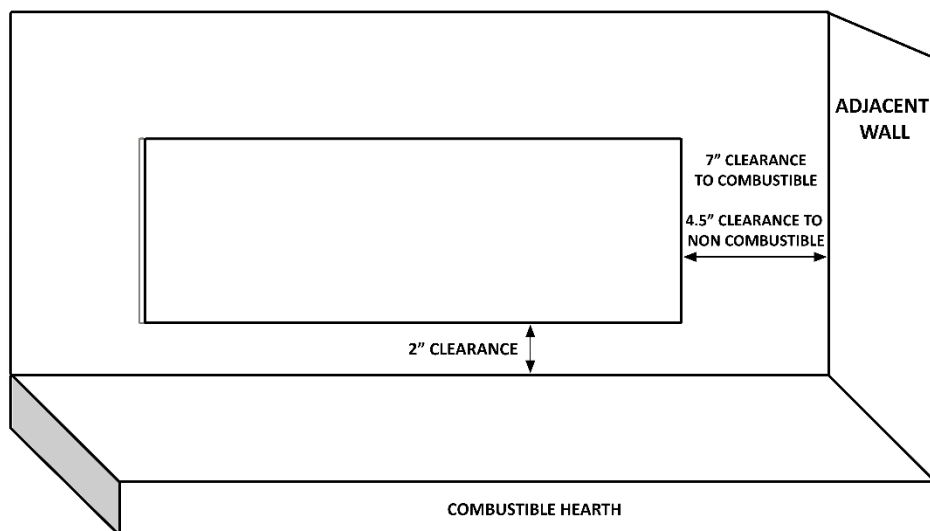 ADJACENT
WALL
7” CLEARANCE
TO COMBUSTIBLE
4.5” CLEARANCE TO
NON COMBUSTIBLE
2” CLEARANCE
COMBUSTIBLE HEARTH